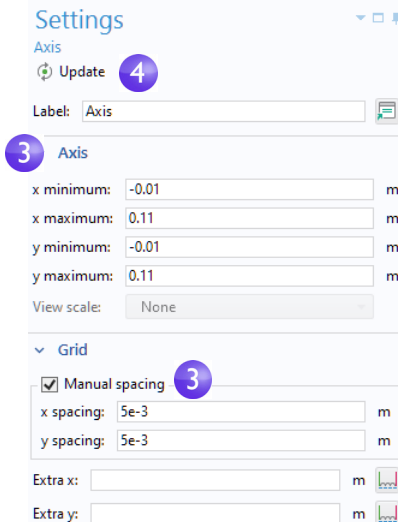 Settings
Axis
Update 4
Label: Axis
3 Axis
x minimum: -0.01 m
x maximum: 0.11 m
y minimum: -0.01 m
y maximum: 0.11 m
View scale: None
Grid
Manual spacing 3
x spacing: 5e-3 m
y spacing: 5e-3 m
Extra x: m
Extra y: m